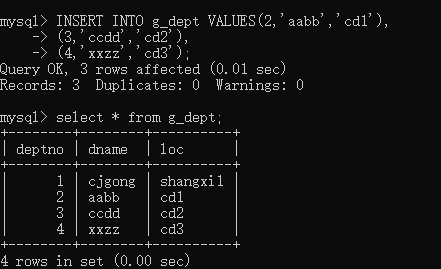 mysql> INSERT INTO g_dept VALUES(2,'aabb','cd1'),
    -> (3,'ccdd','cd2'),
    -> (4,'xxzz','cd3');
Query OK, 3 rows affected (0.01 sec)
Records: 3  Duplicates: 0  Warnings: 0

mysql> select * from g_dept;
+--------+--------+----------+
| deptno | dname  | loc      |
+--------+--------+----------+
|      1 | cjgong | shangxil |
|      2 | aabb   | cd1      |
|      3 | ccdd   | cd2      |
|      4 | xxzz   | cd3      |
+--------+--------+----------+
4 rows in set (0.00 sec)